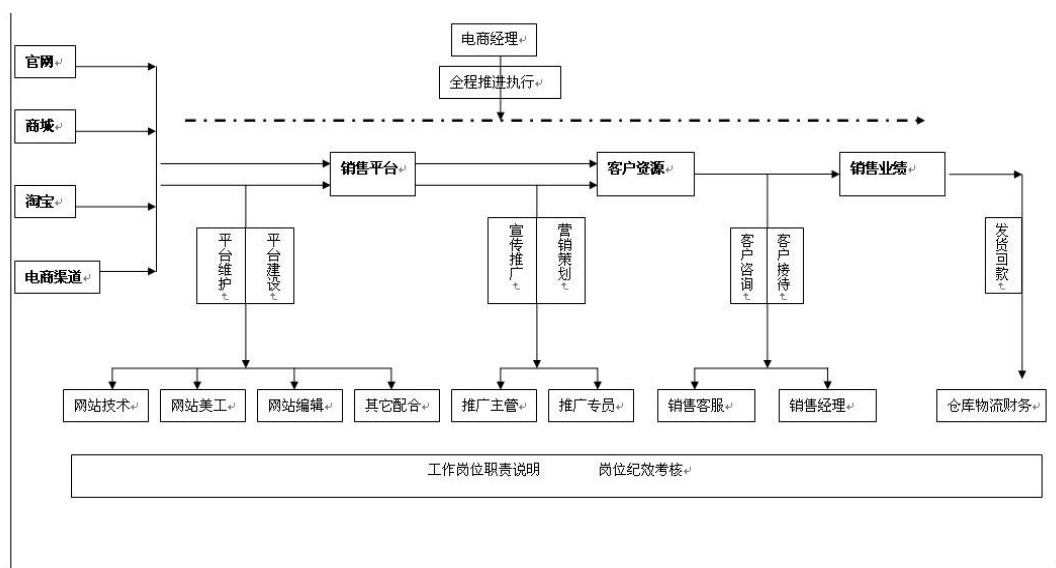 电商经理
官网
全程推进执行
商城
销售平台
客户资源
销售业绩
淘宝
平台维护
平台建设
宣传推广
营销策划
客户咨询
客户接待
发货回款
电商渠道
网站技术
网站美工
网站编辑
其它配合
推广主管
推广专员
销售客服
销售经理
仓库物流财务
工作岗位职责说明 岗位纪效考核